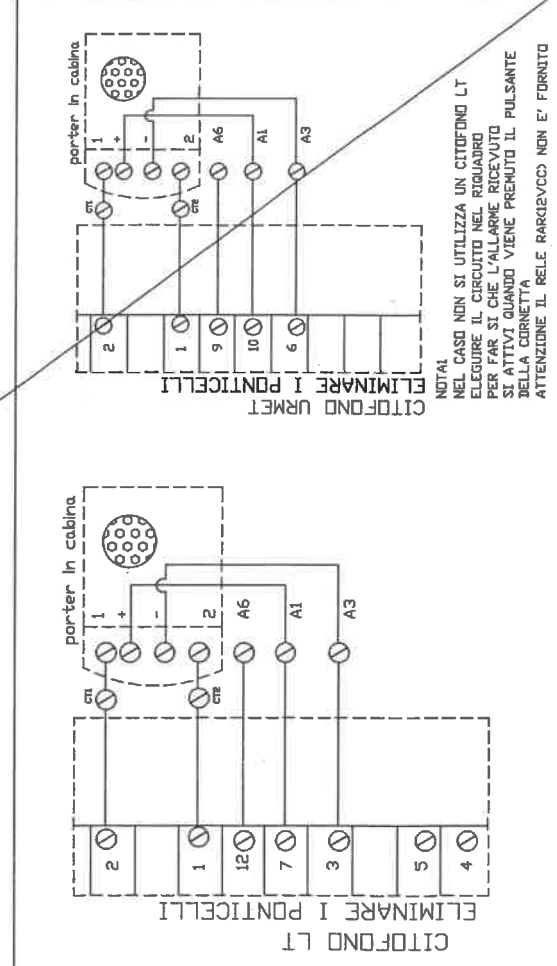 porter in cabina
1
+
-
2
CT1
CT2
A6
A1
A3
2
1
9
10
6
CITOFONO URMET
ELIMINARE I PONTICELLI
NOTA1
NEL CASO NON SI UTILIZZA UN CITOFONO LT
ELEGUIRE IL CIRCUITO NEL RIQUADRO
PER FAR SI CHE L'ALLARME RICEVUTO
SI ATTIVI QUANDO VIENE PREMUTO IL PULSANTE
DELLA CORNETTA
ATTENZIONE IL RELE RAR(12VCC) NON E' FORNITO
porter in cabina
1
+
-
2
CT1
CT2
A6
A1
A3
2
1
12
7
3
5
4
CITOFONO LT
ELIMINARE I PONTICELLI